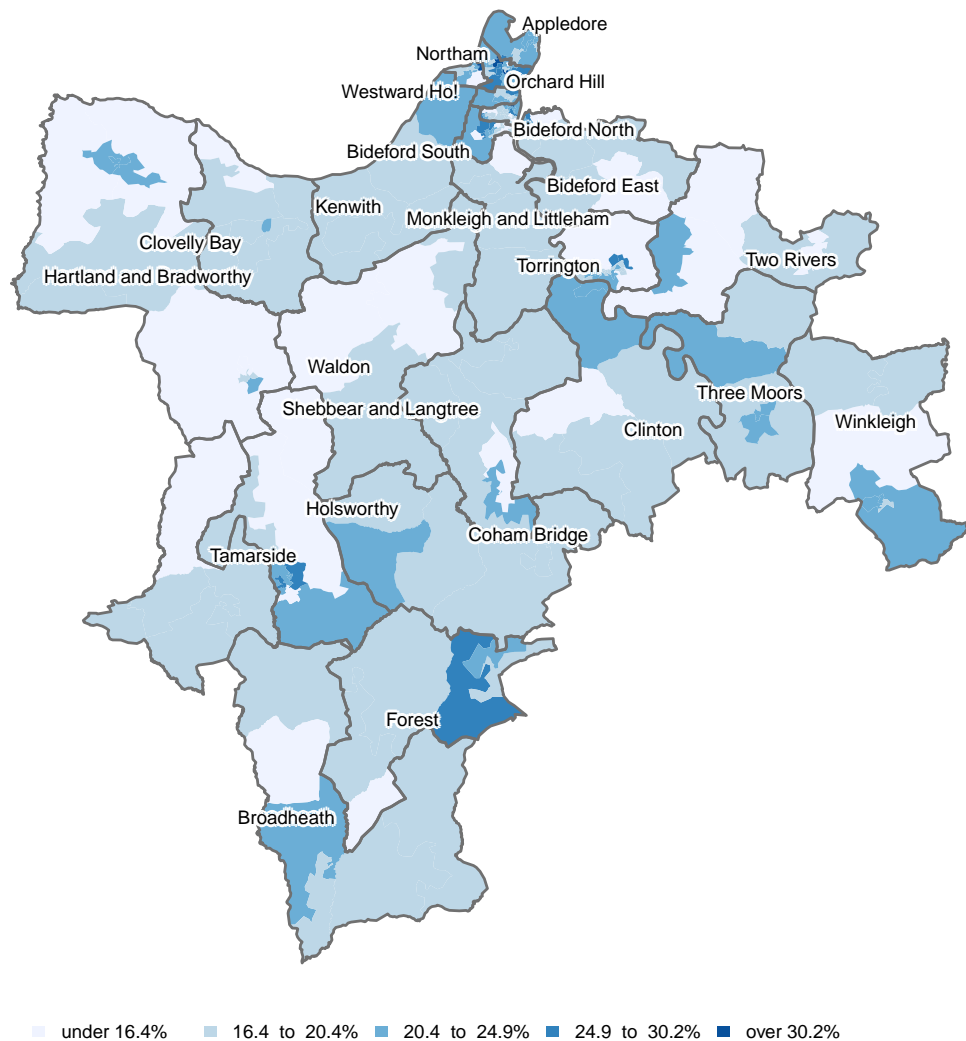 Appledore
Northam
Orchard Hill
Westward Ho!
Bideford North
Bideford South
Bideford East
Kenwith
Monkleigh and Littleham
Clovelly Bay
Two Rivers
Torrington
Hartland and Bradworthy
Waldon
Three Moors
Shebbear and Langtree
Winkleigh
Clinton
Holsworthy
Coham Bridge
Tamarside
Forest
Broadheath
under 16.4% 16.4 to 20.4% 20.4 to 24.9% 24.9 to 30.2% over 30.2%